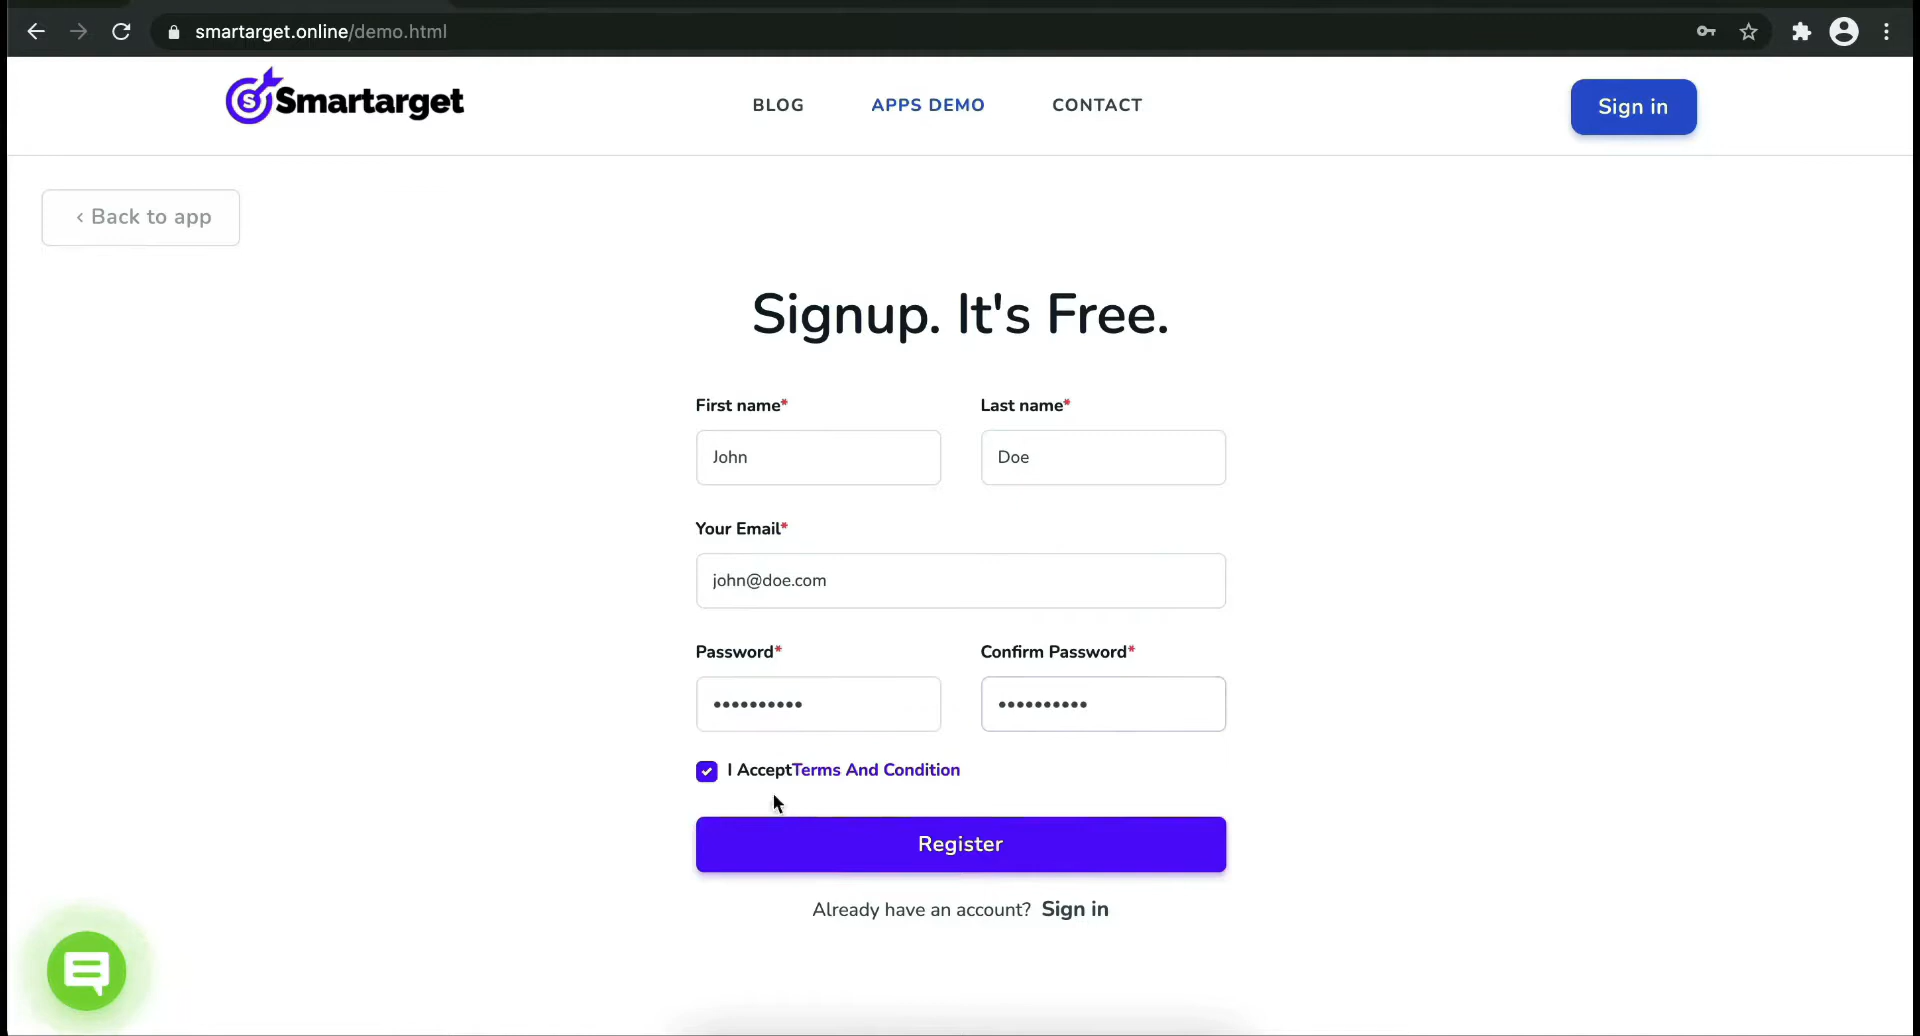 smartarget.online/demo.html
Smartarget
BLOG
APPS DEMO
CONTACT
Sign in
‹ Back to app
Signup. It's Free.
First name*
Last name*
John
Doe
Your Email*
john@doe.com
Password*
Confirm Password*
••••••••••
••••••••••
I AcceptTerms And Condition
Register
Already have an account? Sign in